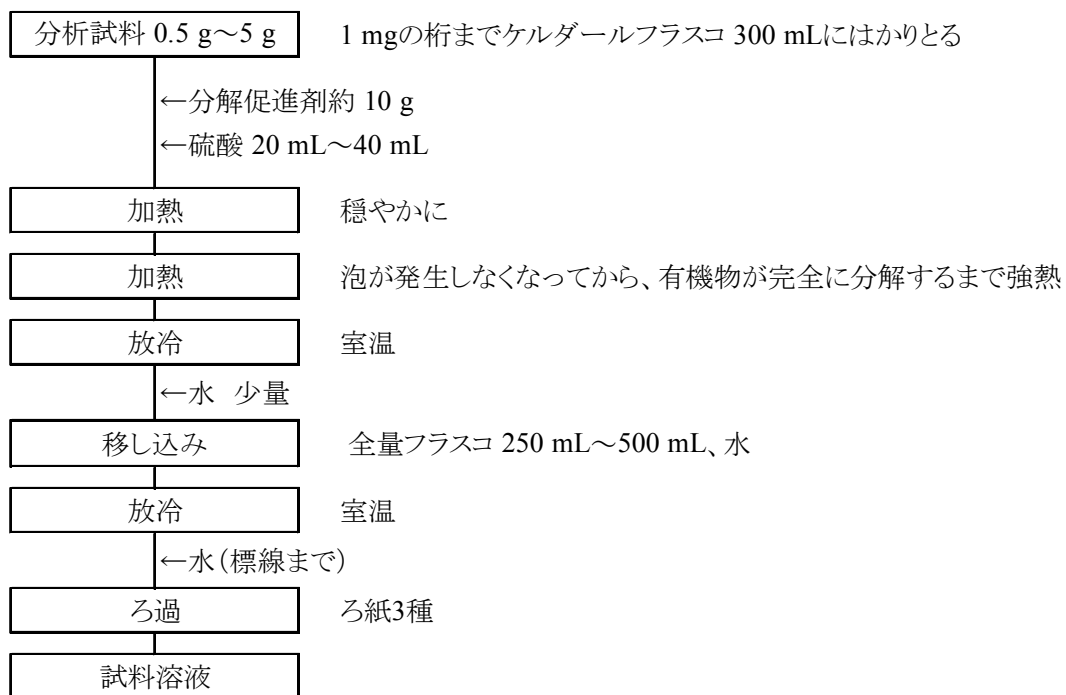 分析試料 0.5 g～5 g 1 mgの桁までケルダールフラスコ 300 mLにはかりとる
←分解促進剤約 10 g
←硫酸 20 mL～40 mL
加熱 穏やかに
加熱 泡が発生しなくなってから、有機物が完全に分解するまで強熱
放冷 室温
←水 少量
移し込み 全量フラスコ 250 mL～500 mL、水
放冷 室温
←水(標線まで)
ろ過 ろ紙3種
試料溶液